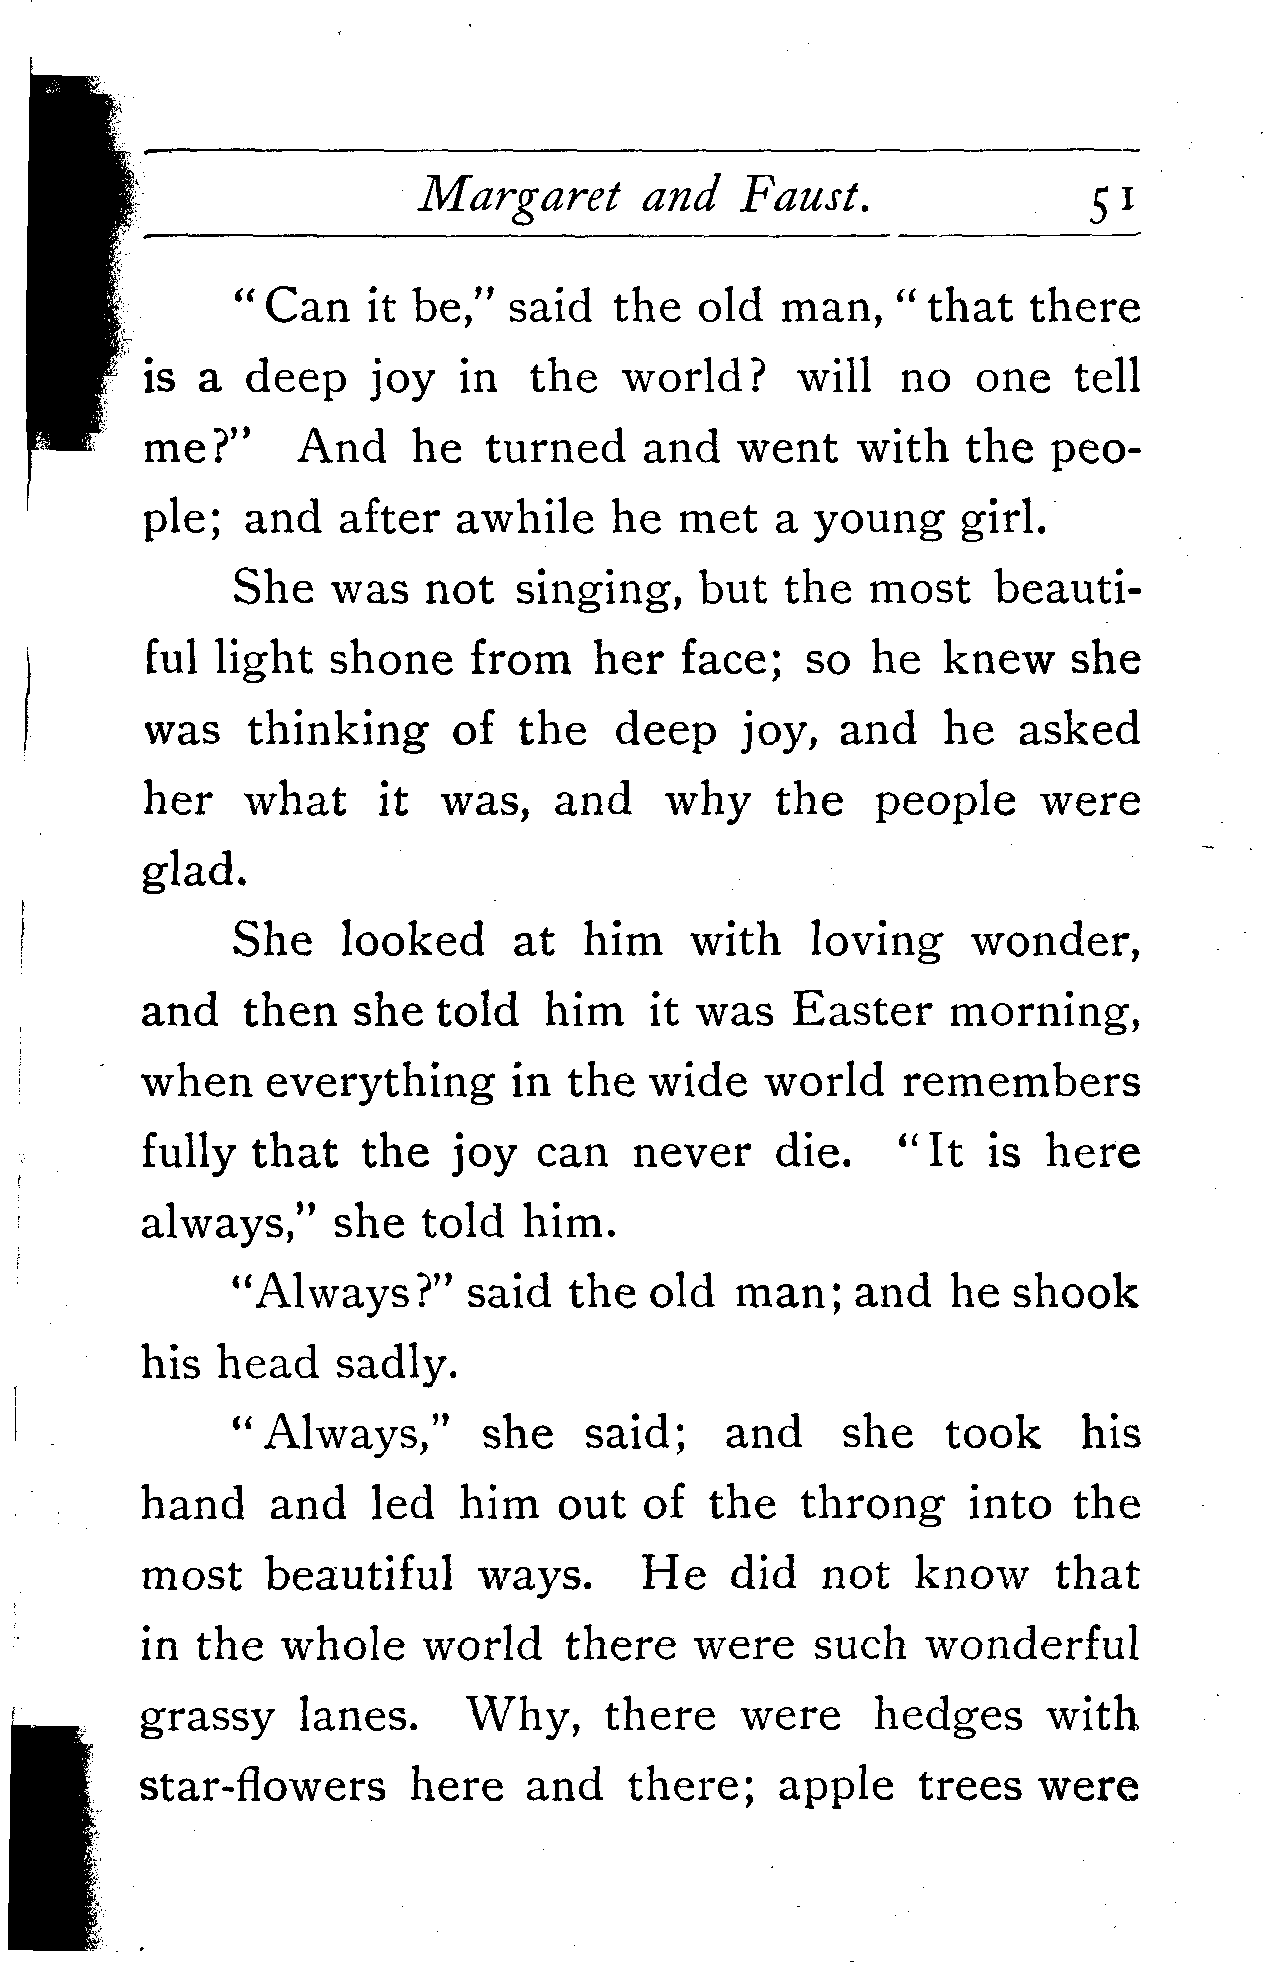 Margaret and Faust. 51
"Can it be," said the old man, "that there
is a deep joy in the world? will no one tell
me?" And he turned and went with the peo-
ple; and after awhile he met a young girl.
She was not singing, but the most beauti-
ful light shone from her face; so he knew she
was thinking of the deep joy, and he asked
her what it was, and why the people were
glad.
She looked at him with loving wonder,
and then she told him it was Easter morning,
when everything in the wide world remembers
fully that the joy can never die. "It is here
always," she told him.
"Always?" said the old man; and he shook
his head sadly.
"Always," she said; and she took his
hand and led him out of the throng into the
most beautiful ways. He did not know that
in the whole world there were such wonderful
grassy lanes. Why, there were hedges with
star-flowers here and there; apple trees were